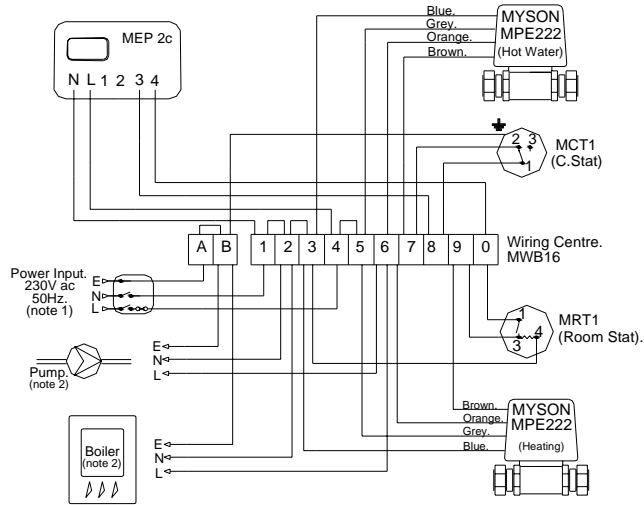 Blue.
Grey.
Orange.
Brown.
MYSON
MPE222
(Hot Water)
MEP 2c
N L 1 2 3 4
2 3
1
MCT1
(C.Stat)
A B 1 2 3 4 5 6 7 8 9 0
Wiring Centre.
MWB16
Power Input.
230V ac
50Hz.
(note 1)
E
N
L
1
3 4
MRT1
(Room Stat).
Pump.
(note 2)
E
N
L
Brown.
Orange.
Grey.
Blue.
MYSON
MPE222
(Heating)
Boiler
(note 2)
E
N
L